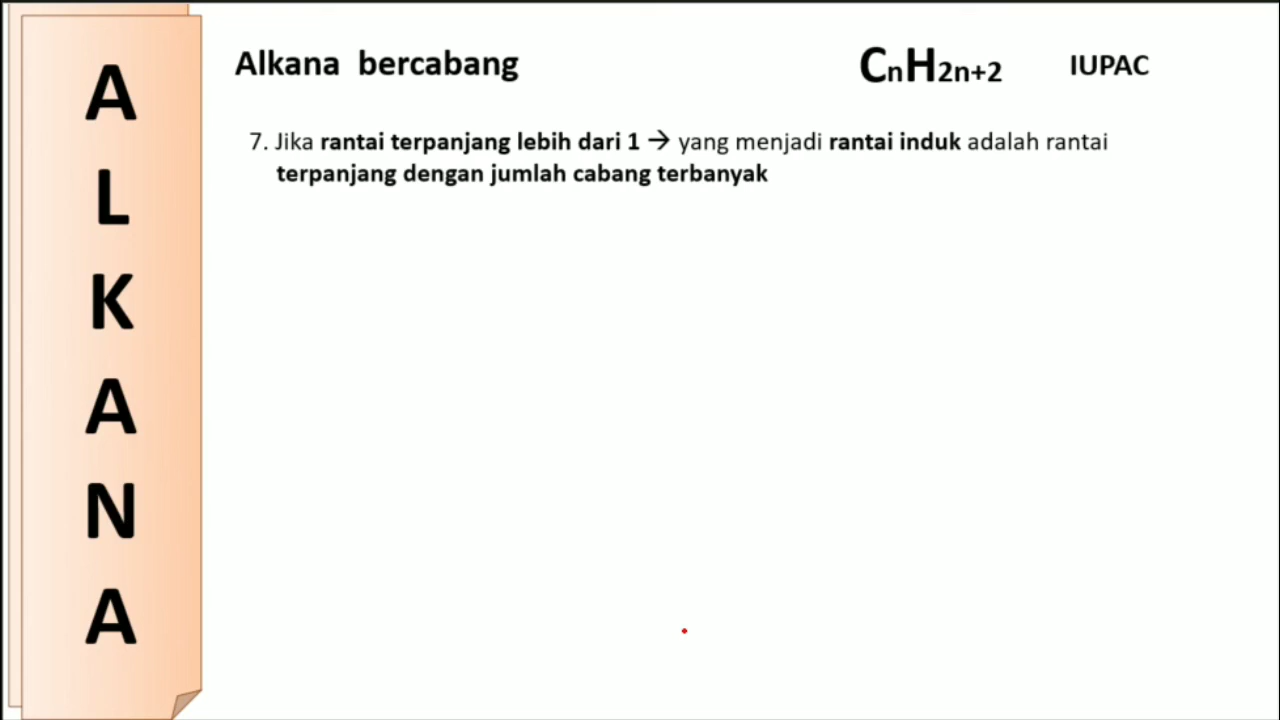 A
L
K
A
N
A
Alkana bercabang
CnH2n+2
IUPAC
7. Jika rantai terpanjang lebih dari 1 → yang menjadi rantai induk adalah rantai
terpanjang dengan jumlah cabang terbanyak